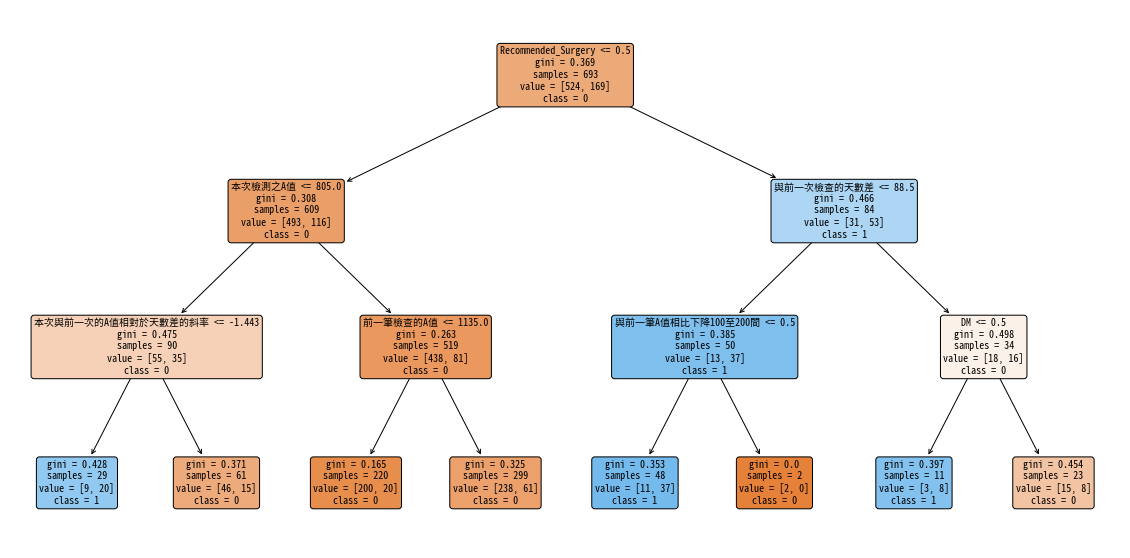 Recommended_Surgery <= 0.5
gini = 0.369
samples = 693
value = [524, 169]
class = 0
本次檢測之A值 <= 805.0
gini = 0.308
samples = 609
value = [493, 116]
class = 0
與前一次檢查的天數差 <= 88.5
gini = 0.466
samples = 84
value = [31, 53]
class = 1
本次與前一次的A值相對於天數差的斜率 <= -1.443
gini = 0.475
samples = 90
value = [55, 35]
class = 0
前一筆檢查的A值 <= 1135.0
gini = 0.263
samples = 519
value = [438, 81]
class = 0
與前一筆A值相比下降100至200間 <= 0.5
gini = 0.385
samples = 50
value = [13, 37]
class = 1
DM <= 0.5
gini = 0.498
samples = 34
value = [18, 16]
class = 0
gini = 0.428
samples = 29
value = [9, 20]
class = 1
gini = 0.371
samples = 61
value = [46, 15]
class = 0
gini = 0.165
samples = 220
value = [200, 20]
class = 0
gini = 0.325
samples = 299
value = [238, 61]
class = 0
gini = 0.353
samples = 48
value = [11, 37]
class = 1
gini = 0.0
samples = 2
value = [2, 0]
class = 0
gini = 0.397
samples = 11
value = [3, 8]
class = 1
gini = 0.454
samples = 23
value = [15, 8]
class = 0